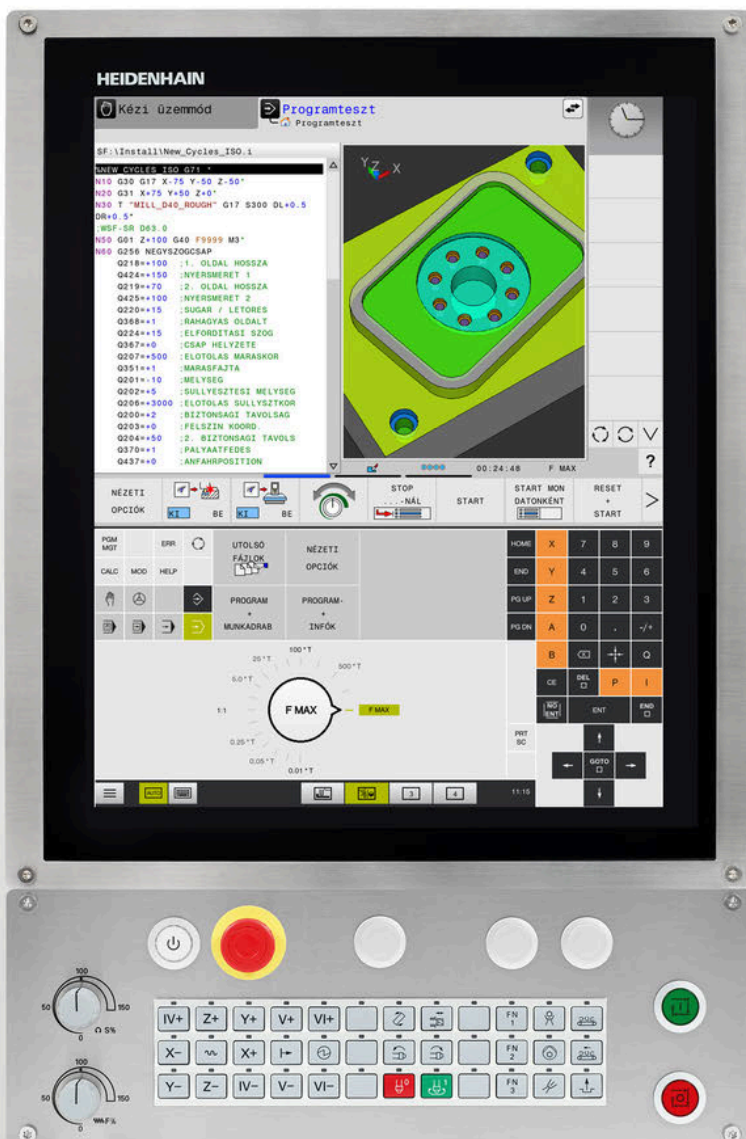 HEIDENHAIN
Kézi üzemmód
Programteszt
Programteszt
SF:\Install\New_Cycles_ISO.i
%NEW_CYCLES_ISO G71 *
N10 G30 G17 X-75 Y-50 Z-50*
N20 G31 X+75 Y+50 Z+0*
N30 T "MILL_D40_ROUGH" G17 S300 DL+0.5
DR+0.5*
;WSF-SR D63.0
N50 G01 Z+100 G40 F9999 M3*
N60 G256 NEGYSZOGCSAP
Q218=+100 ;1. OLDAL HOSSZA
Q424=+150 ;NYERSMERET 1
Q219=+70 ;2. OLDAL HOSSZA
Q425=+100 ;NYERSMERET 2
Q220=+15 ;SUGAR / LETORES
Q368=+1 ;RAHAGYAS OLDALT
Q224=+15 ;ELFORDITASI SZOG
Q367=+0 ;CSAP HELYZETE
Q207=+500 ;ELOTOLAS MARASKOR
Q351=+1 ;MARASFAJTA
Q201=-10 ;MELYSEG
Q202=+5 ;SULLYESZTESI MELYSEG
Q206=+3000 ;ELOTOLAS SULLYSZTKOR
Q200=+2 ;BIZTONSAGI TAVOLSAG
Q203=+0 ;FELSZIN KOORD.
Q204=+50 ;2. BIZTONSAGI TAVOLS
Q370=+1 ;PALYAATFEDES
Q437=+0 ;ANFAHRPOSITION
Y Z X
00:24:48 F MAX
?
NÉZETI
OPCIÓK
KI BE
KI BE
STOP
...-NÁL
START
START MON
DATONKÉNT
RESET
+
START
PGM
MGT
ERR
CALC MOD HELP
UTOLSÓ
FÁJLOK
NÉZETI
OPCIÓK
PROGRAM
+
MUNKADRAB
PROGRAM-
+
INFÓK
HOME X 7 8 9
END Y 4 5 6
PG UP Z 1 2 3
PG DN A 0 . -/+
B Q
CE DEL P I
NO
ENT
ENT
END
PRT
SC
GOTO
100*T
25*T
500*T
5.0*T
1:1
F MAX
F MAX
0.25*T
0.05*T
0.01*T
AUTO
3
4
11:15
100
50 150
0
S%
100
50 150
0
F%
IV+ Z+ Y+ V+ VI+ FN 1
X- X+ FN 2
Y- Z- IV- V- VI- 0 1 FN 3